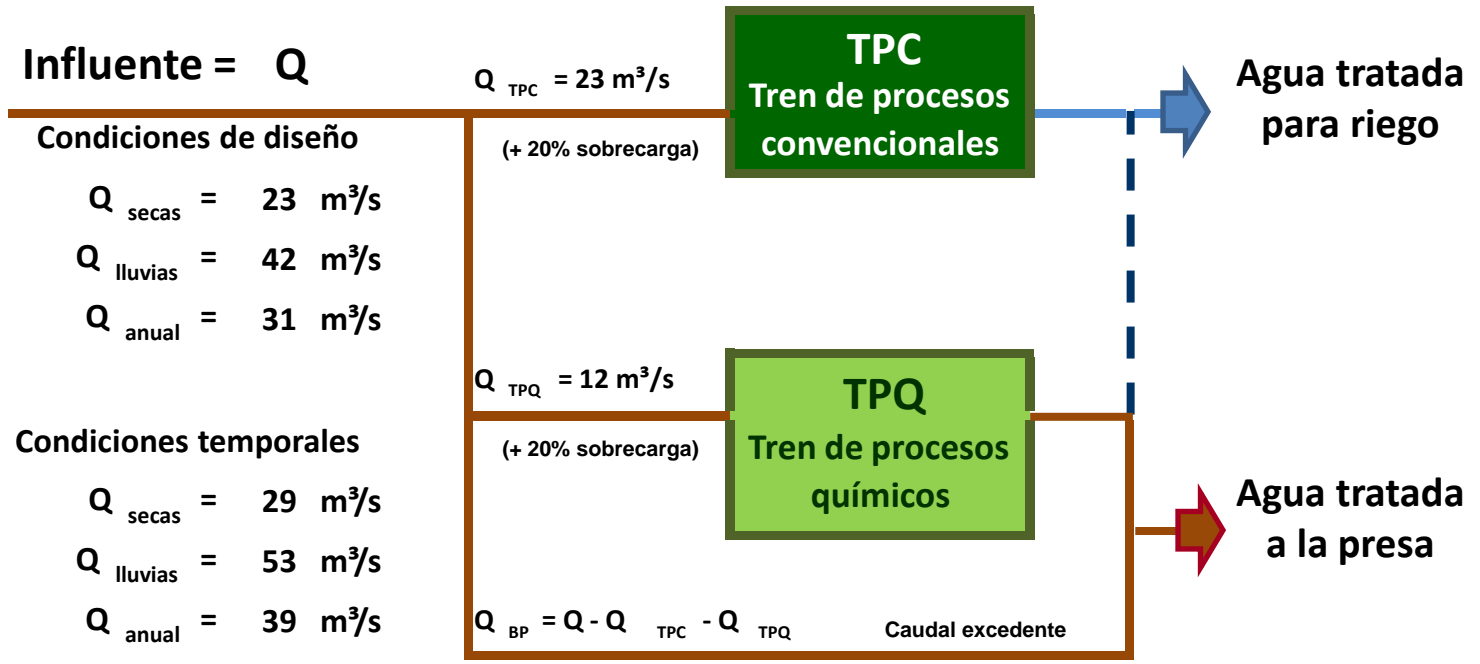 Influente = Q
Condiciones de diseño
Q secas = 23 m³/s
Q lluvias = 42 m³/s
Q anual = 31 m³/s
Condiciones temporales
Q secas = 29 m³/s
Q lluvias = 53 m³/s
Q anual = 39 m³/s
Q TPC = 23 m³/s
(+ 20% sobrecarga)
TPC
Tren de procesos
convencionales
Agua tratada
para riego
Q TPQ = 12 m³/s
(+ 20% sobrecarga)
TPQ
Tren de procesos
químicos
Agua tratada
a la presa
Q BP = Q - Q TPC - Q TPQ
Caudal excedente